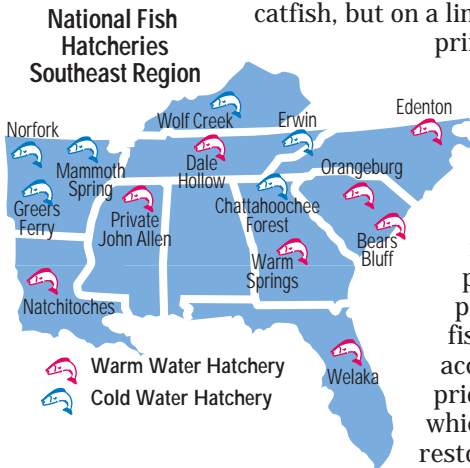 National Fish
Hatcheries
Southeast Region
catfish, but on a lin
prin
Wolf Creek
Erwin
Edenton
Norfork
Mammoth
Spring
Dale
Hollow
Orangeburg
Greers
Ferry
Private
John Allen
Chattahoochee
Forest
Bears
Bluff
Warm
Springs
Natchitoches
Welaka
Warm Water Hatchery
Cold Water Hatchery
p
p
fis
acc
prio
whic
resto